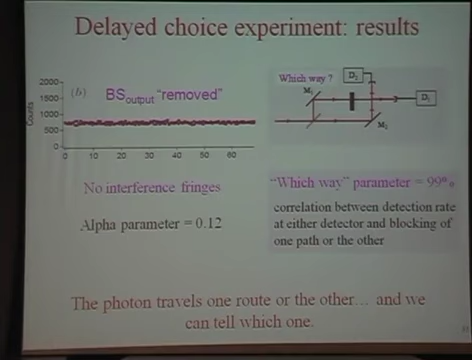 Delayed choice experiment: results
2000
1500
1000
500
0
Counts
(b)
BSoutput "removed"
0 10 20 30 40 50 60
Which way ?
D2
D1
M1
M2
No interference fringes
Alpha parameter = 0.12
"Which way" parameter = 99%
correlation between detection rate
at either detector and blocking of
one path or the other
The photon travels one route or the other… and we
can tell which one.